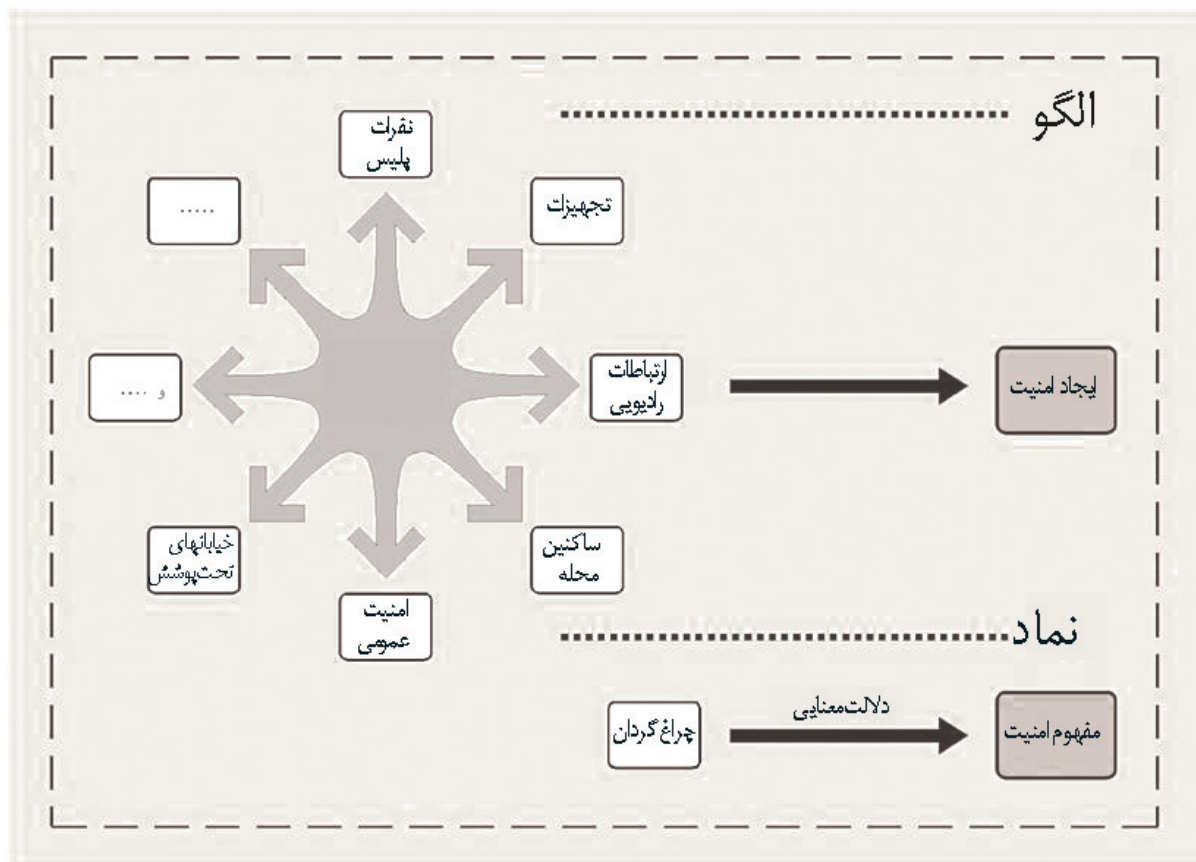 الگو
نفرات
پلیس
تجهیزات
.....
ارتباطات
رادیویی
ایجاد امنیت
و ....
ساکنین
محله
خیابانهای
تحت‌پوشش
امنیت
عمومی
نماد
چراغ گردان
دلالت‌معنایی
مفهوم امنیت